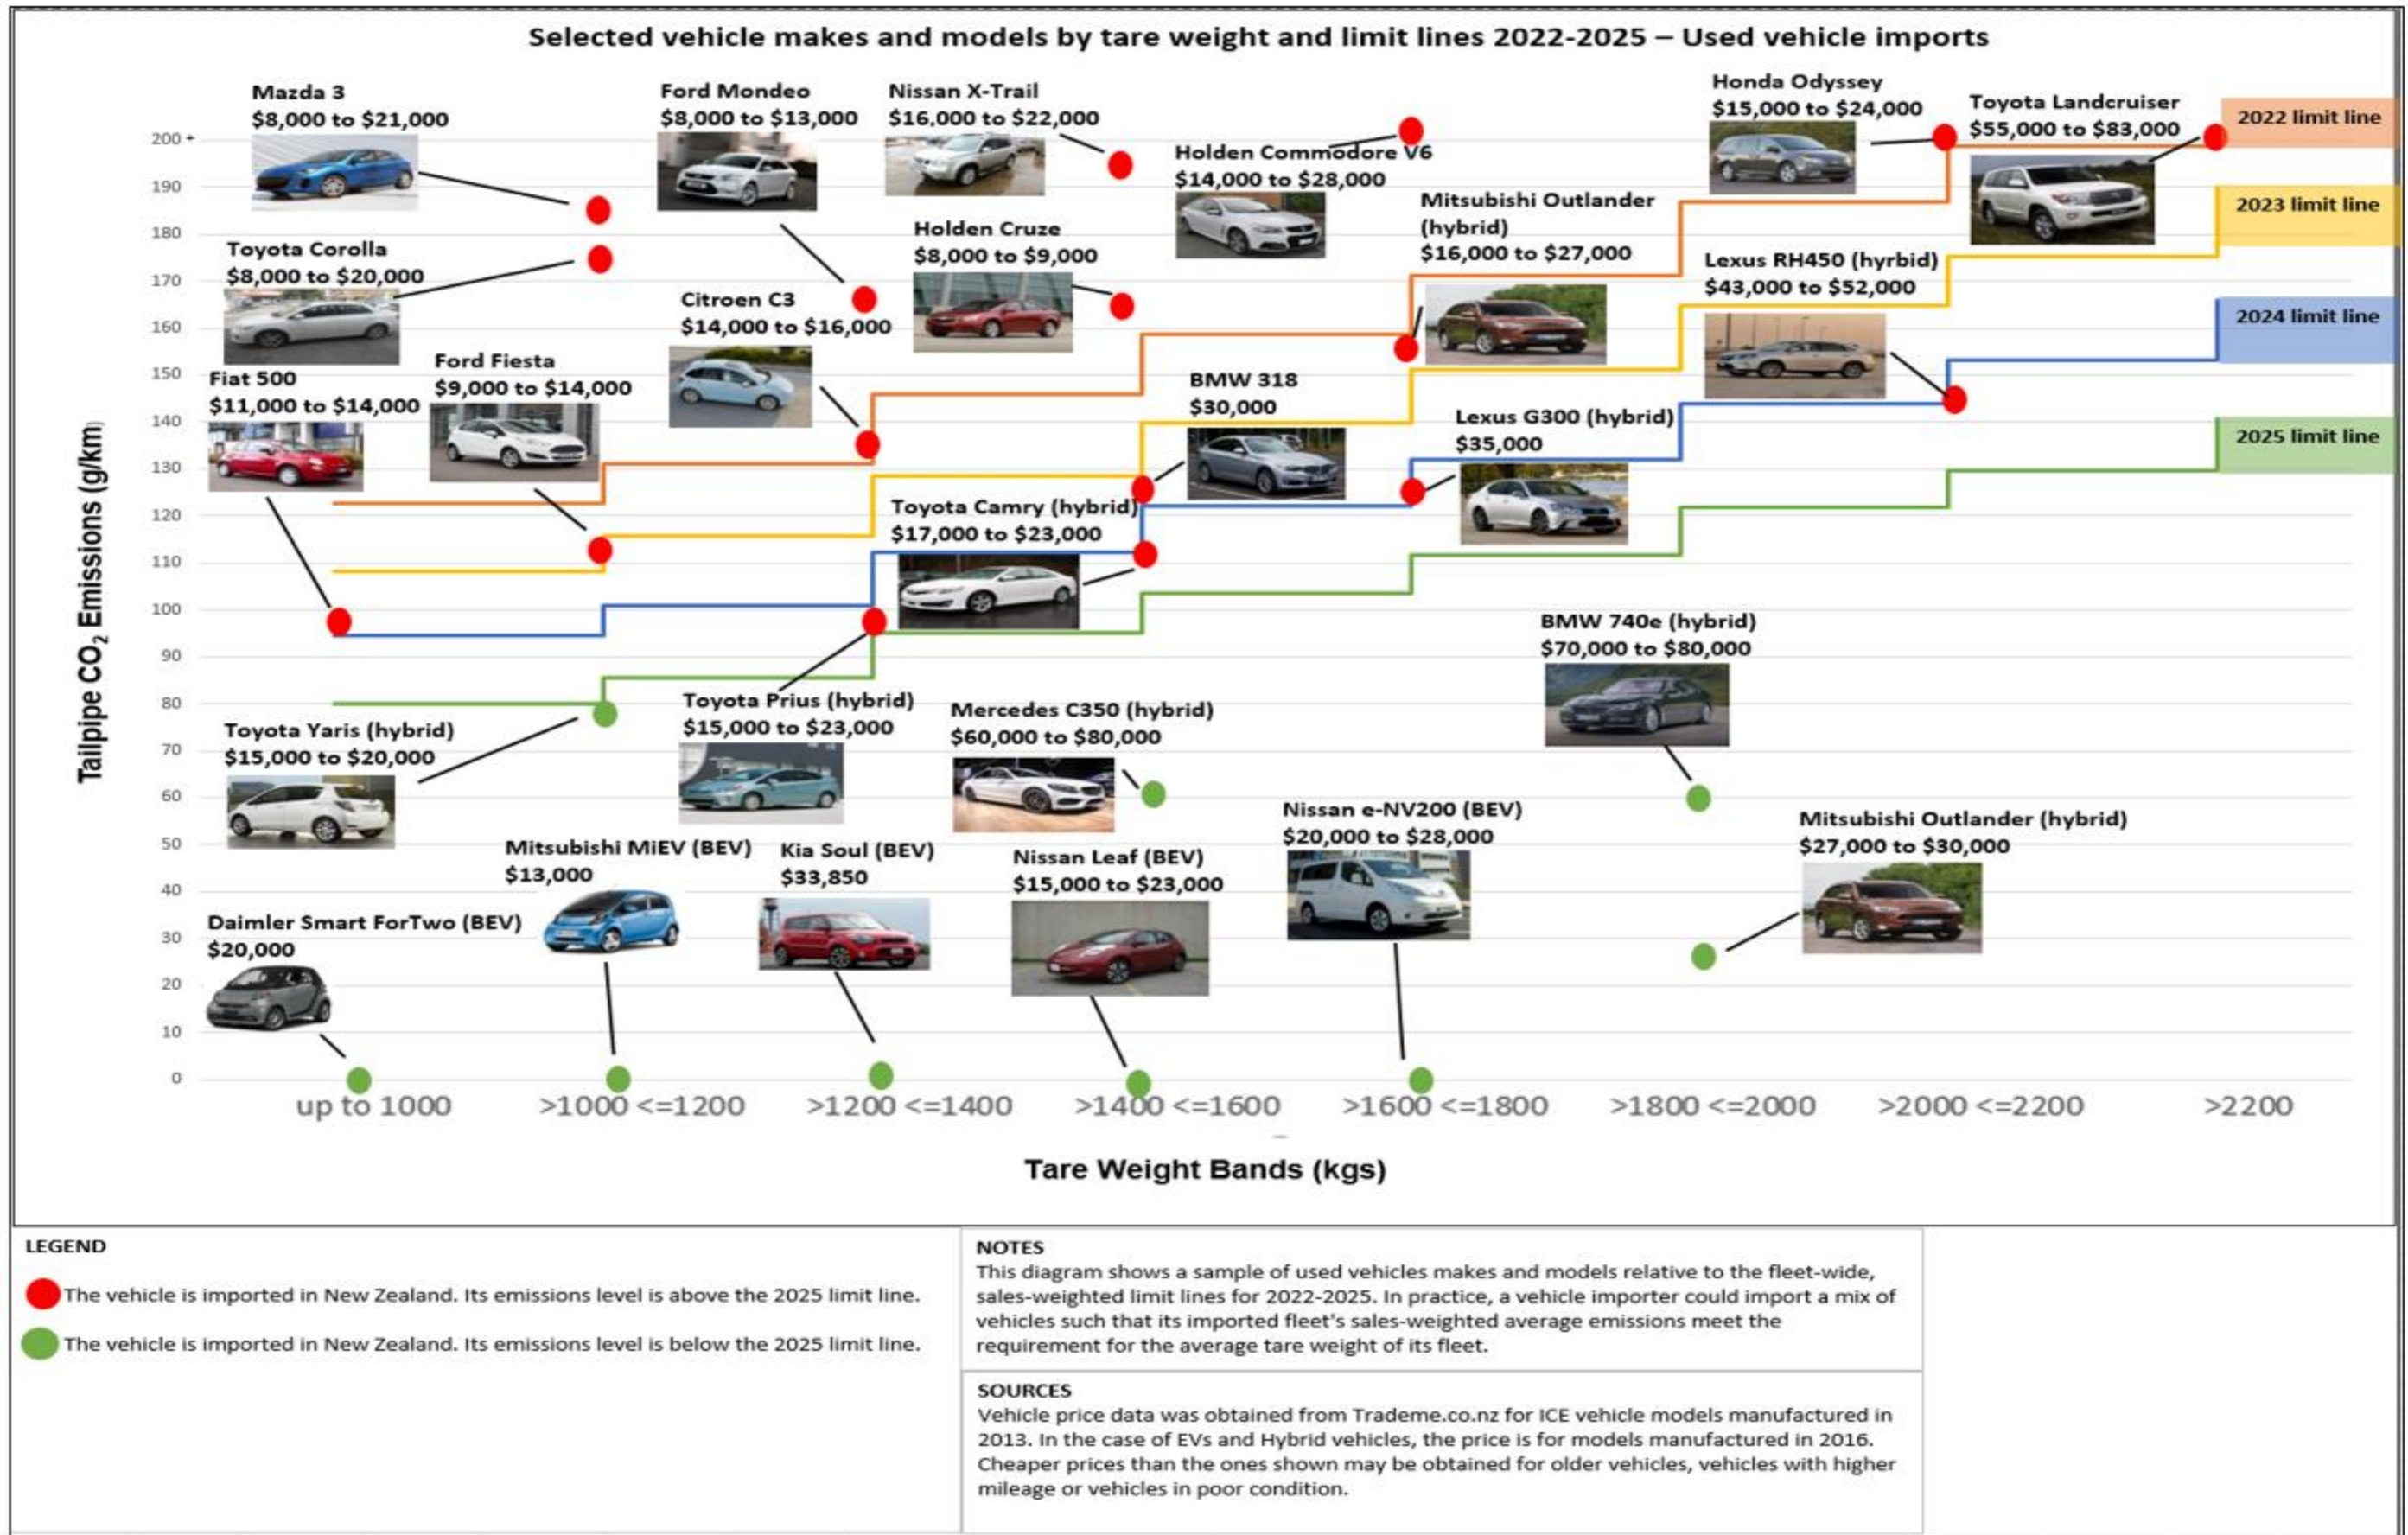 Selected vehicle makes and models by tare weight and limit lines 2022-2025 – Used vehicle imports
Mazda 3
$8,000 to $21,000
Ford Mondeo
$8,000 to $13,000
Nissan X-Trail
$16.000 to $22,000
Holden Commodore V6
$14,000 to $28,000
Honda Odyssey
$15,000 to $24,000
Toyota Landcruiser
$55,000 to $83,000
2022 limit line
Toyota Corolla
$8,000 to $20,000
Holden Cruze
$8,000 to $9,000
Mitsubishi Outlander
(hybrid)
$16,000 to $27,000
2023 limit line
Citroen C3
$14,000 to $16,000
Lexus RH450 (hyrbid)
$43,000 to $52,000
2024 limit line
Fiat 500
$11,000 to $14,000
Ford Fiesta
$9,000 to $14,000
BMW 318
$30,000
Lexus G300 (hybrid)
$35,000
2025 limit line
Toyota Camry (hybrid)
$17,000 to $23,000
BMW 740e (hybrid)
$70,000 to $80,000
Toyota Yaris (hybrid)
$15,000 to $20,000
Toyota Prius (hybrid)
$15,000 to $23,000
Mercedes C350 (hybrid)
$60,000 to $80,000
Nissan e-NV200 (BEV)
$20,000 to $28,000
Mitsubishi Outlander (hybrid)
$27,000 to $30,000
Mitsubishi MiEV (BEV)
$13,000
Kia Soul (BEV)
$33,850
Nissan Leaf (BEV)
$15,000 to $23,000
Daimler Smart ForTwo (BEV)
$20,000
Tailpipe CO₂ Emissions (g/km)
200 +
190
180
170
160
150
140
130
120
110
100
90
80
70
60
50
40
30
20
10
0
up to 1000 >1000 <=1200 >1200 <=1400 >1400 <=1600 >1600 <=1800 >1800 <=2000 >2000 <=2200 >2200
Tare Weight Bands (kgs)
LEGEND
The vehicle is imported in New Zealand. Its emissions level is above the 2025 limit line.
The vehicle is imported in New Zealand. Its emissions level is below the 2025 limit line.
NOTES
This diagram shows a sample of used vehicles makes and models relative to the fleet-wide,
sales-weighted limit lines for 2022-2025. In practice, a vehicle importer could import a mix of
vehicles such that its imported fleet's sales-weighted average emissions meet the
requirement for the average tare weight of its fleet.
SOURCES
Vehicle price data was obtained from Trademe.co.nz for ICE vehicle models manufactured in
2013. In the case of EVs and Hybrid vehicles, the price is for models manufactured in 2016.
Cheaper prices than the ones shown may be obtained for older vehicles, vehicles with higher
mileage or vehicles in poor condition.